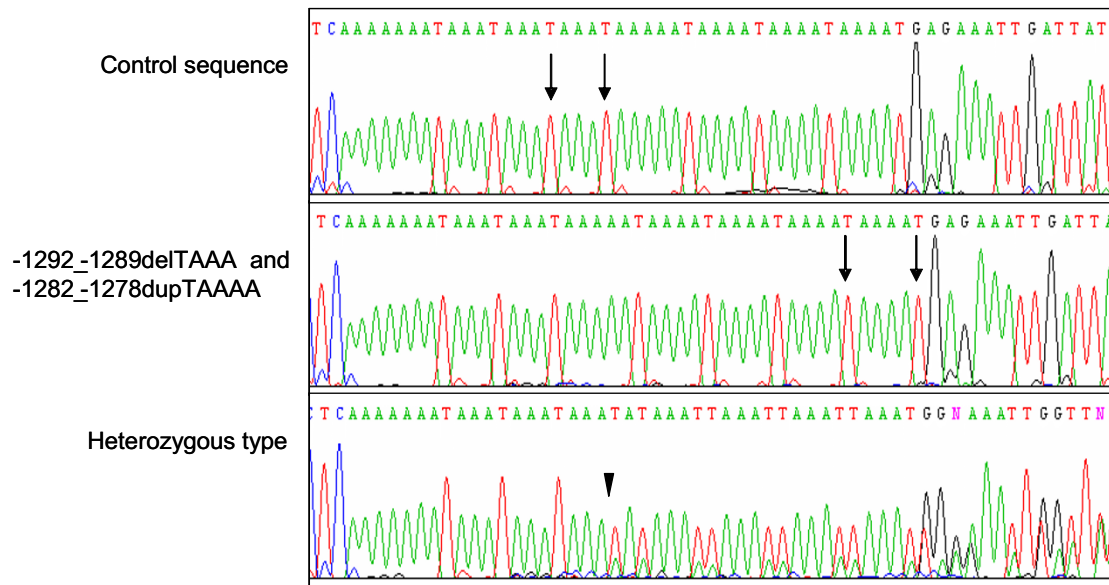 TCAAAAAAATAAATAAATAAATAAAAATAAAATAAAATAAAATGAGAAATTGATTAT
Control sequence
TCAAAAAAATAAATAAATAAAAATAAAATAAAATAAAATAAAATGAGAAATTGATTA
-1292_-1289delTAAA and
-1282_-1278dupTAAAA
CTCAAAAAAATAAATAAATAAATATAAATTAAATTAAATTAAATGGNAAATTGGTTN
Heterozygous type